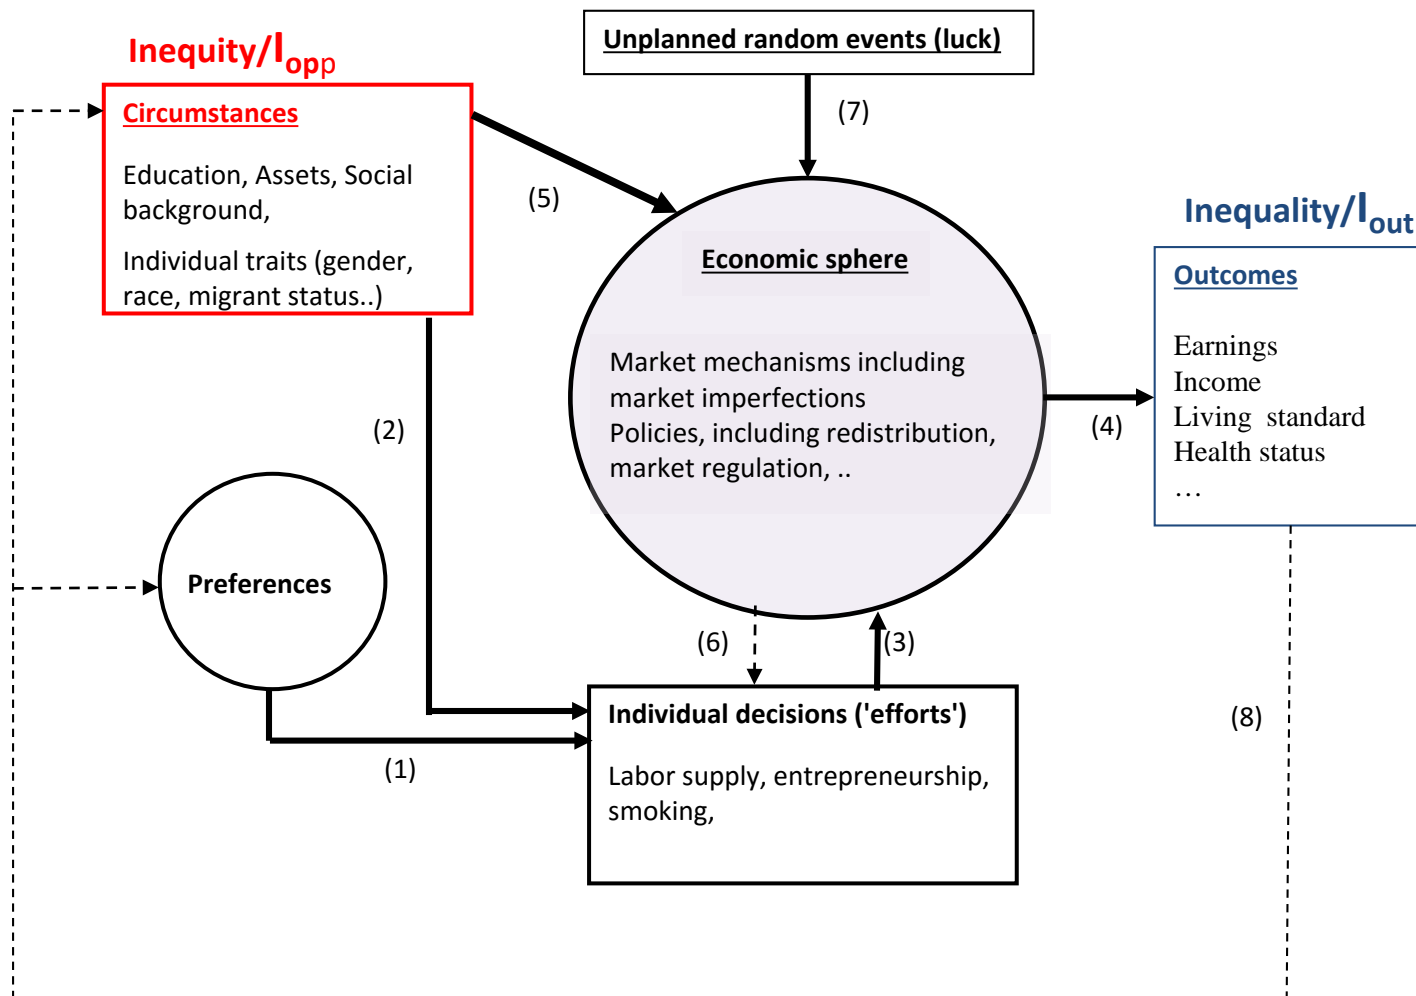 Inequity/Iopp
Circumstances
Education, Assets, Social
background,
Individual traits (gender,
race, migrant status..)
Unplanned random events (luck)
(7)
(5)
Economic sphere
Market mechanisms including
market imperfections
Policies, including redistribution,
market regulation, ..
Inequality/Iout
Outcomes
Earnings
Income
Living standard
Health status
…
(4)
(2)
Preferences
(6)
(3)
(1)
Individual decisions ('efforts')
Labor supply, entrepreneurship,
smoking,
(8)